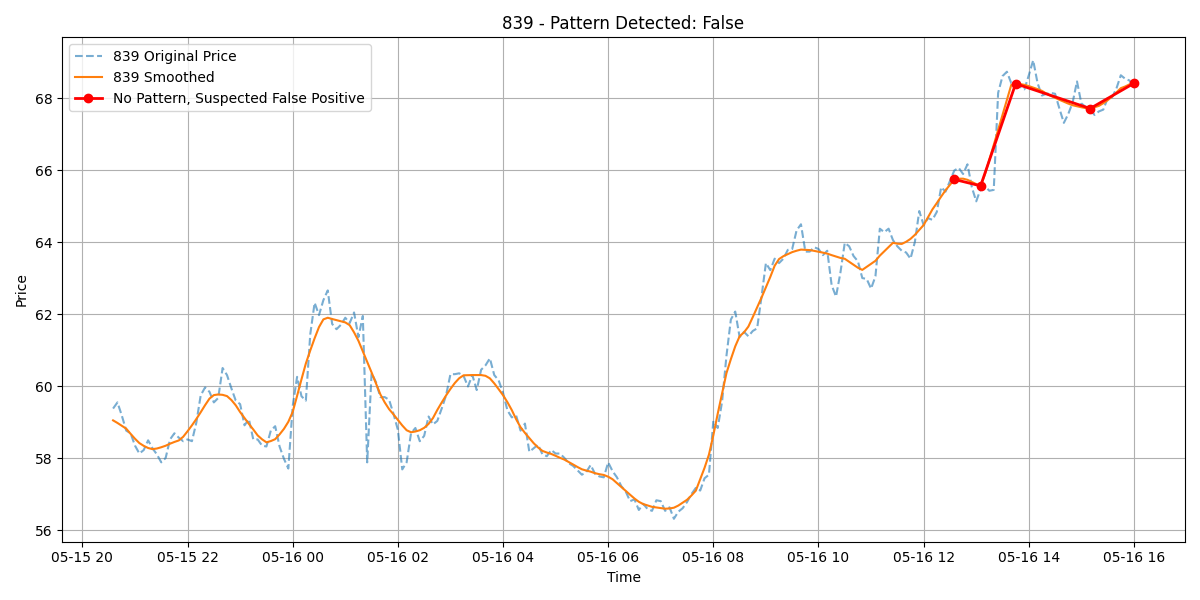 839 - Pattern Detected: False
839 Original Price
839 Smoothed
No Pattern, Suspected False Positive
Price
68
66
64
62
60
58
56
05-15 20 05-15 22 05-16 00 05-16 02 05-16 04 05-16 06 05-16 08 05-16 10 05-16 12 05-16 14 05-16 16
Time